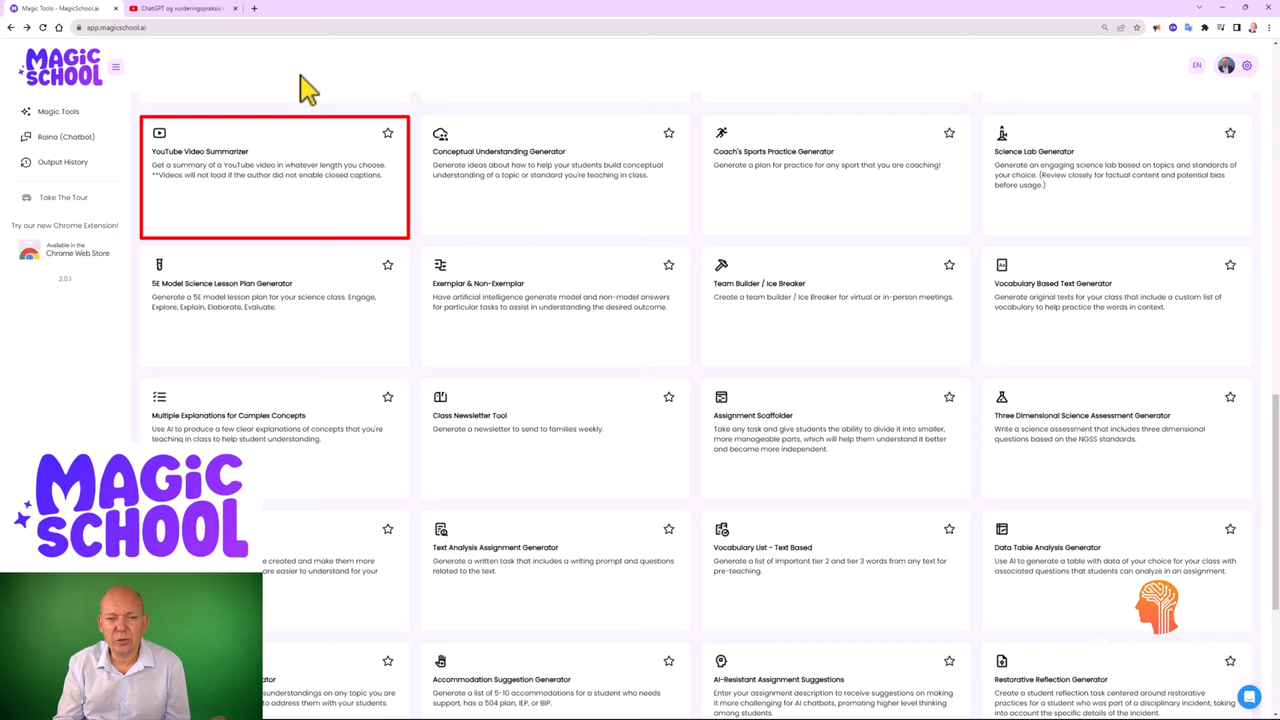 Magic Tools - MagicSchool.ai
ChatGPT og vurderingspraksis i
app.magicschool.ai
MAGiC
SCHOOL
EN
Magic Tools
Raina (Chatbot)
Output History
Take The Tour
Try our new Chrome Extension!
Available in the
Chrome Web Store
2.0.1
YouTube Video Summarizer
Get a summary of a YouTube video in whatever length you choose.
**Videos will not load if the author did not enable closed captions.
Conceptual Understanding Generator
Generate ideas about how to help your students build conceptual
understanding of a topic or standard you're teaching in class.
Coach's Sports Practice Generator
Generate a plan for practice for any sport that you are coaching!
Science Lab Generator
Generate an engaging science lab based on topics and standards of
your choice. (Review closely for factual content and potential bias
before usage.)
5E Model Science Lesson Plan Generator
Generate a 5E model lesson plan for your science class. Engage,
Explore, Explain, Elaborate, Evaluate.
Exemplar & Non-Exemplar
Have artificial intelligence generate model and non-model answers
for particular tasks to assist in understanding the desired outcome.
Team Builder / Ice Breaker
Create a team builder / Ice Breaker for virtual or in-person meetings.
Vocabulary Based Text Generator
Generate original texts for your class that include a custom list of
vocabulary to help practice the words in context.
Multiple Explanations for Complex Concepts
Use AI to produce a few clear explanations of concepts that you're
teaching in class to help student understanding.
Class Newsletter Tool
Generate a newsletter to send to families weekly.
Assignment Scaffolder
Take any task and give students the ability to divide it into smaller,
more manageable parts, which will help them understand it better
and become more independent.
Three Dimensional Science Assessment Generator
Write a science assessment that includes three dimensional
questions based on the NGSS standards.
MAGiC
SCHOOL
e created and make them more
are easier to understand for your
Text Analysis Assignment Generator
Generate a written task that includes a writing prompt and questions
related to the text.
Vocabulary List - Text Based
Generate a list of important tier 2 and tier 3 words from any text for
pre-teaching.
Data Table Analysis Generator
Use AI to generate a table with data of your choice for your class with
associated questions that students can analyze in an assignment.
rator
sunderstandings on any topic you are
to address them with your students.
Accommodation Suggestion Generator
Generate a list of 5-10 accommodations for a student who needs
support, has a 504 plan, IEP, or BIP.
AI-Resistant Assignment Suggestions
Enter your assignment description to receive suggestions on making
it more challenging for AI chatbots, promoting higher level thinking
among students.
Restorative Reflection Generator
Create a student reflection task centered around restorative
practices for a student who was part of a disciplinary incident, taking
into account the specific details of the incident.